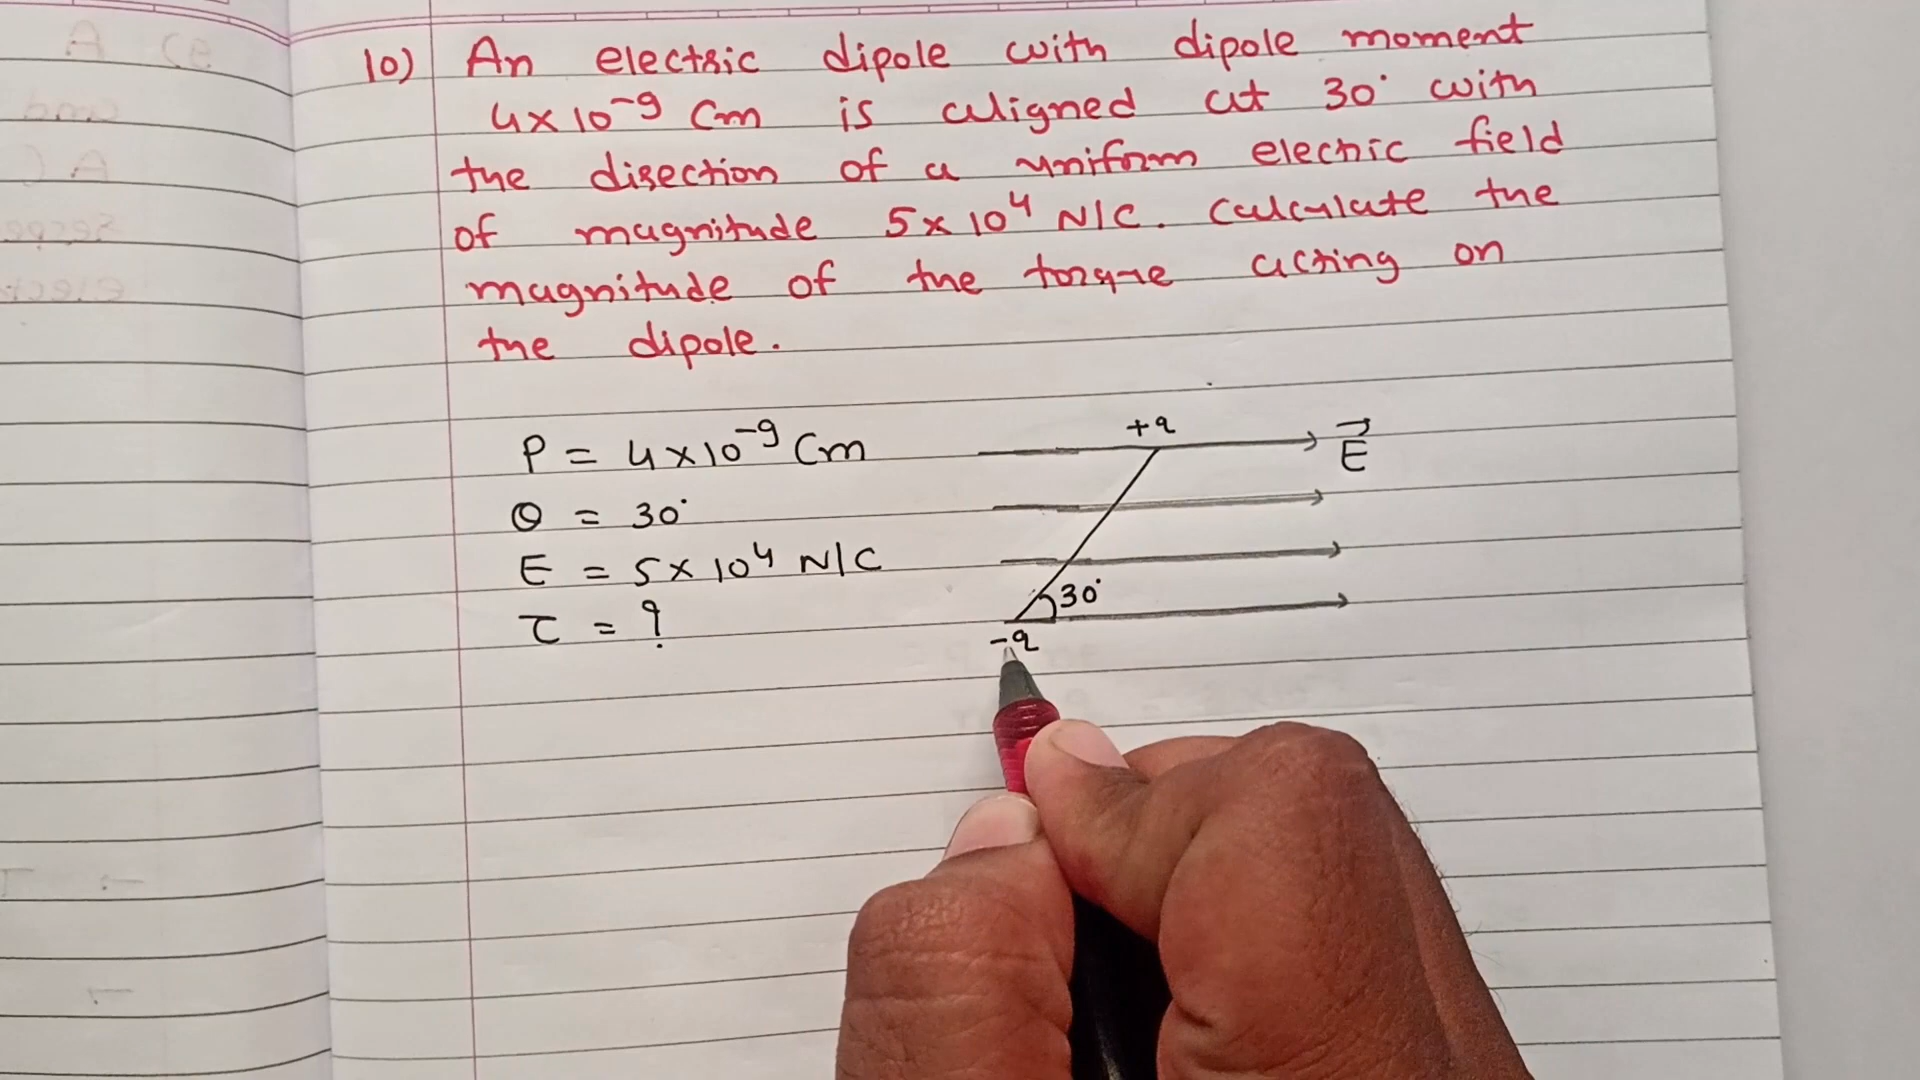 10) An electric dipole with dipole moment
4×10⁻⁹ Cm is aligned at 30° with
the direction of a uniform electric field
of magnitude 5×10⁴ N/C. Calculate the
magnitude of the torque acting on
the dipole.
P = 4×10⁻⁹ Cm
θ = 30°
E = 5×10⁴ N/C
τ = ?
+q
E⃗
30°
-q